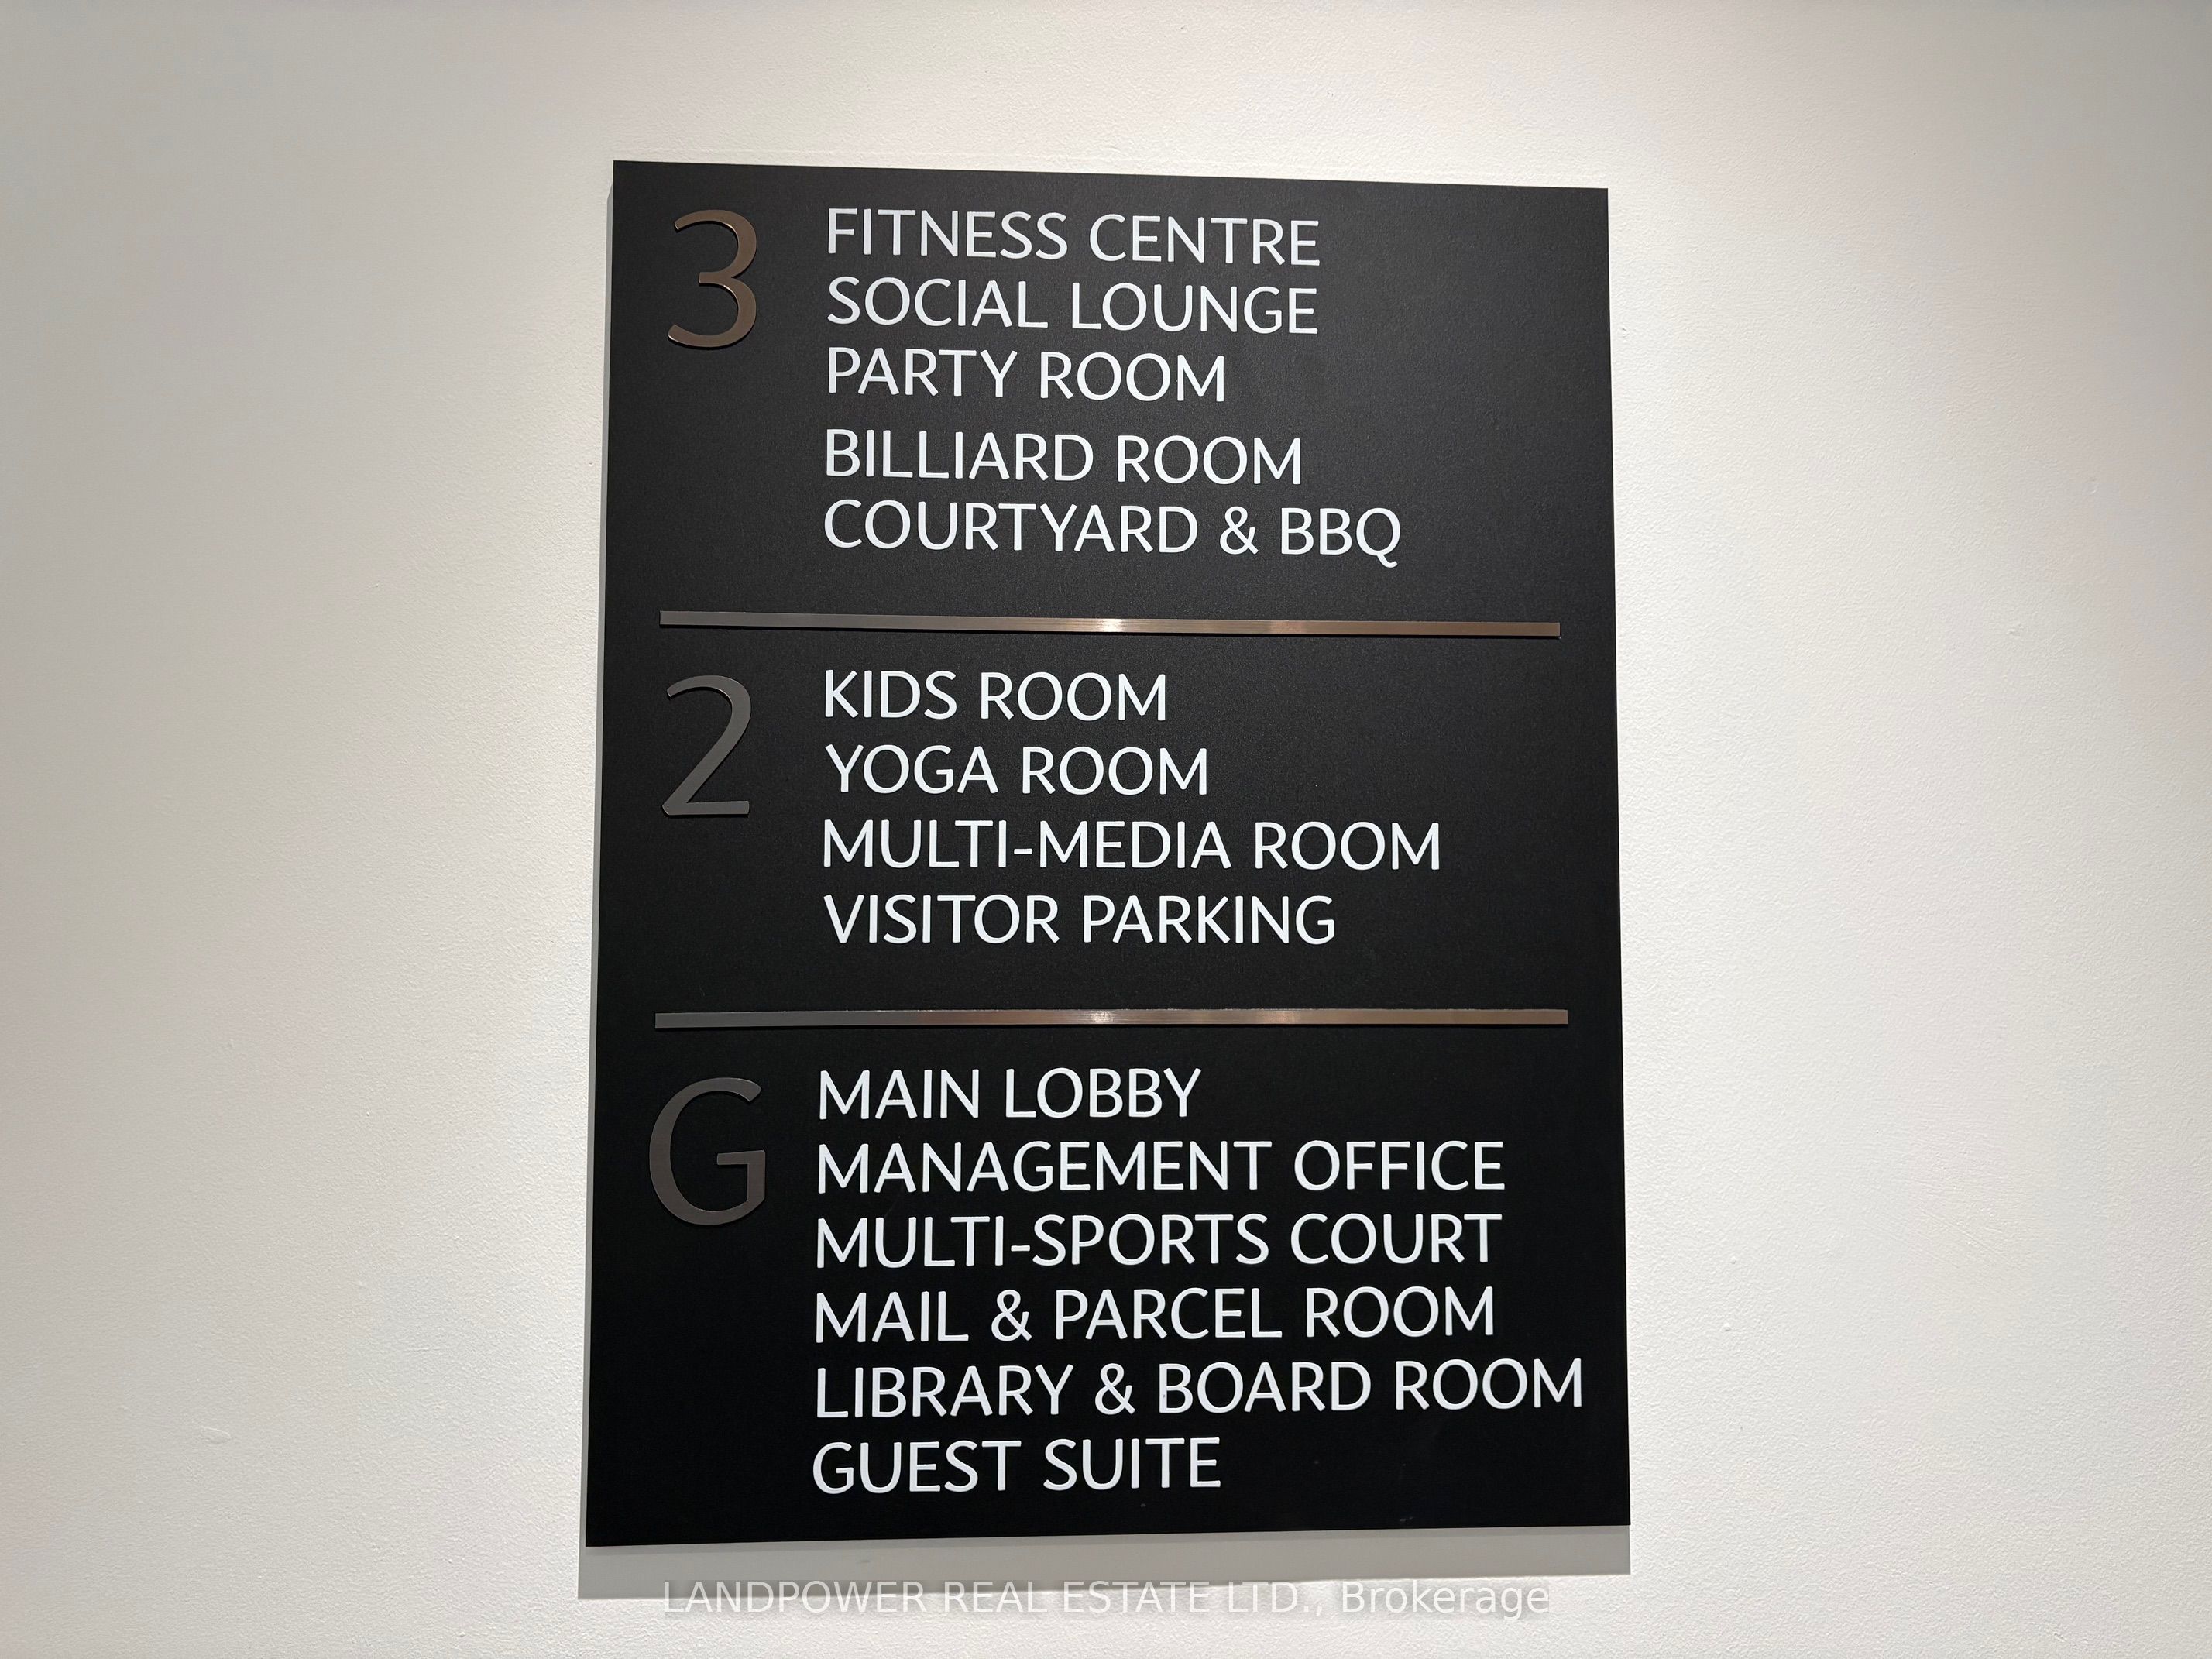 3
FITNESS CENTRE
SOCIAL LOUNGE
PARTY ROOM
BILLIARD ROOM
COURTYARD & BBQ
2
KIDS ROOM
YOGA ROOM
MULTI-MEDIA ROOM
VISITOR PARKING
G
MAIN LOBBY
MANAGEMENT OFFICE
MULTI-SPORTS COURT
MAIL & PARCEL ROOM
LIBRARY & BOARD ROOM
GUEST SUITE
LANDPOWER REAL ESTATE LTD., Brokerage